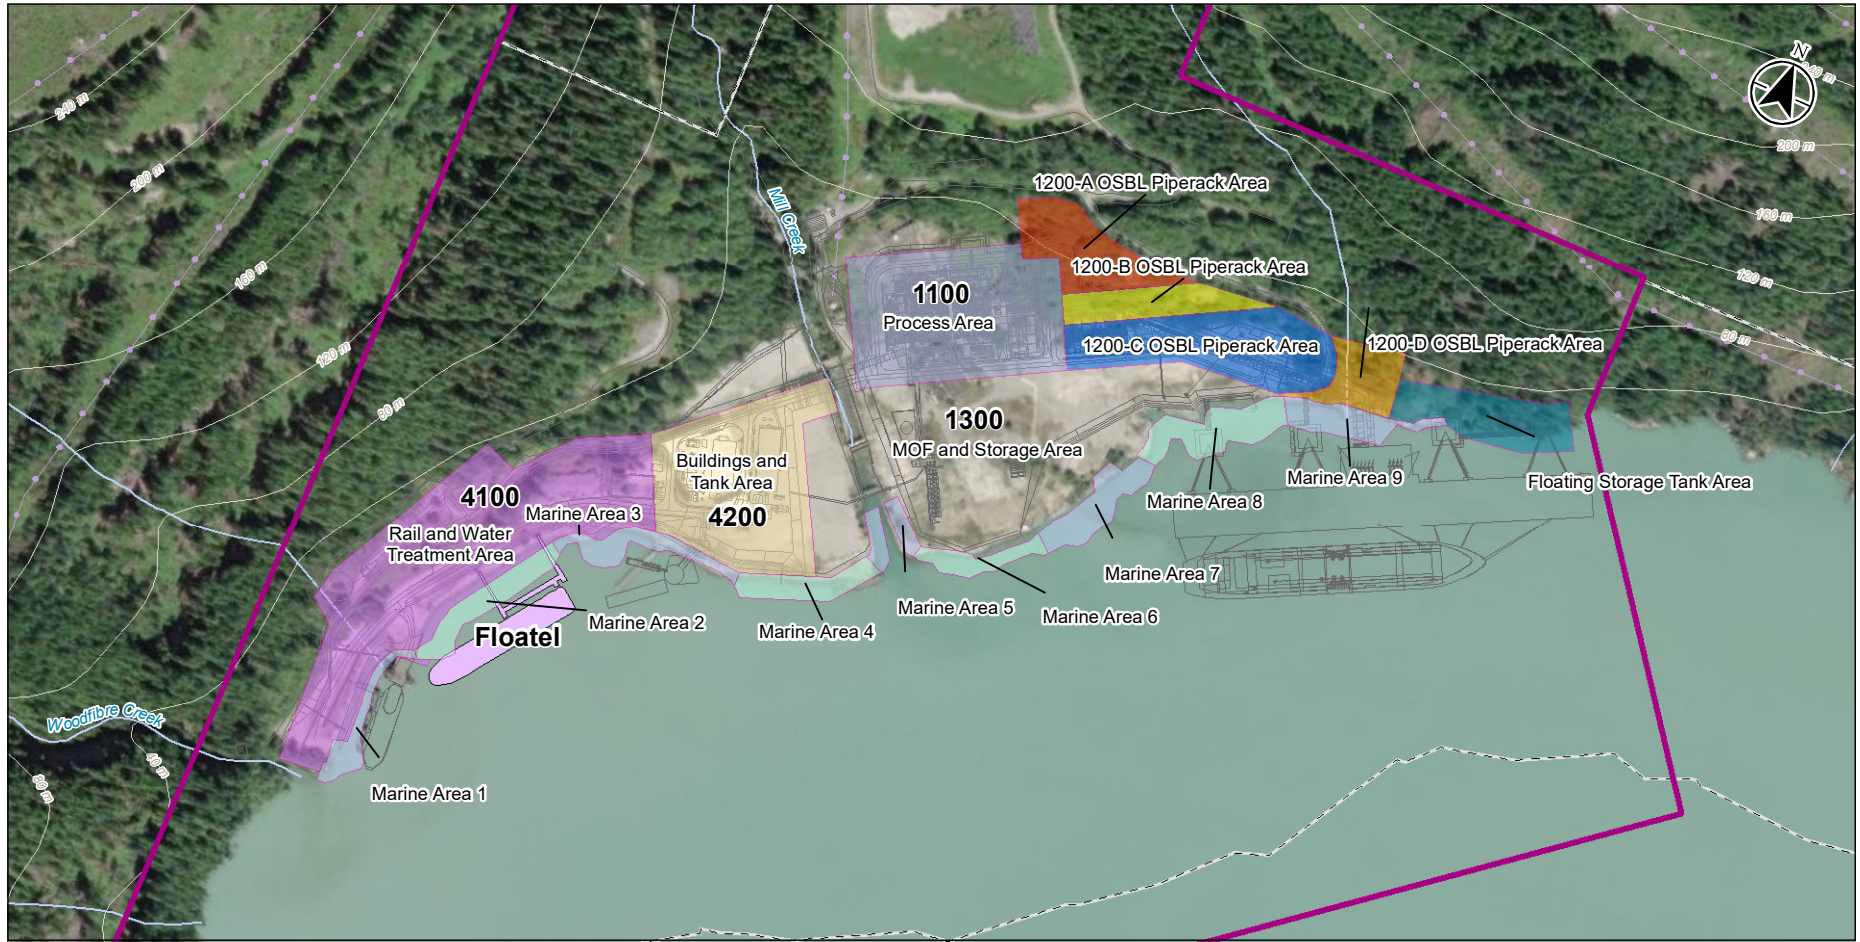 N
240 m
240 m
200 m
200 m
160 m
160 m
120 m
120 m
80 m
80 m
80 m
40 m
Mill Creek
Woodfibre Creek
1200-A OSBL Piperack Area
1200-B OSBL Piperack Area
1100
Process Area
1200-C OSBL Piperack Area
1200-D OSBL Piperack Area
1300
MOF and Storage Area
Buildings and
Tank Area
4200
4100
Rail and Water
Treatment Area
Marine Area 3
Marine Area 8
Marine Area 9
Floating Storage Tank Area
Marine Area 7
Marine Area 5
Marine Area 6
Marine Area 2
Marine Area 4
Floatel
Marine Area 1